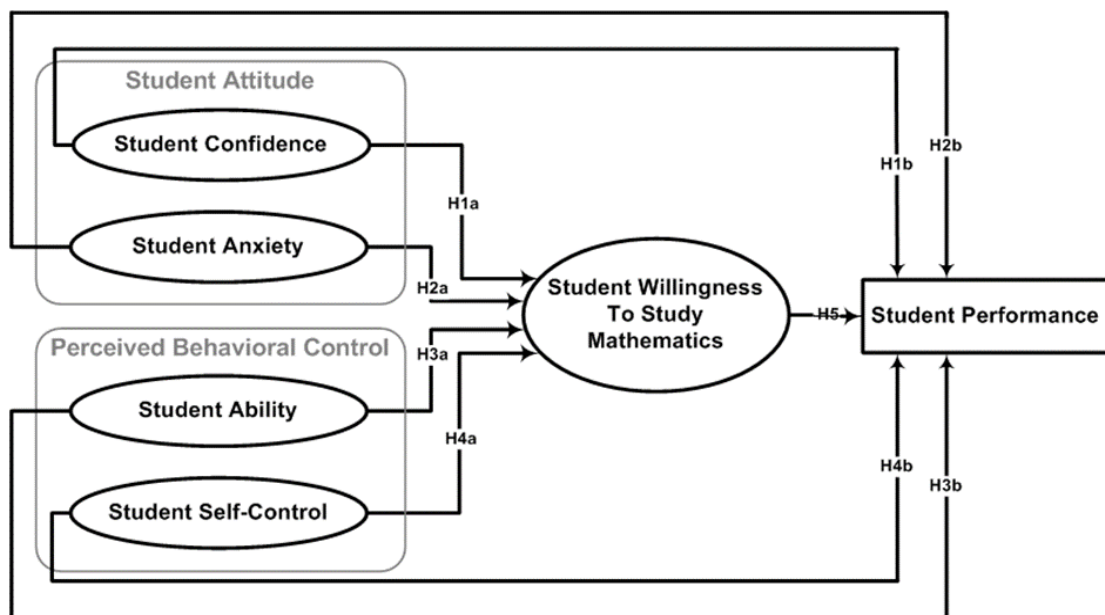 Student Attitude
Student Confidence
Student Anxiety
Perceived Behavioral Control
Student Ability
Student Self-Control
H1a
H2a
H3a
H4a
Student Willingness
To Study
Mathematics
H5
H1b
H2b
Student Performance
H4b
H3b